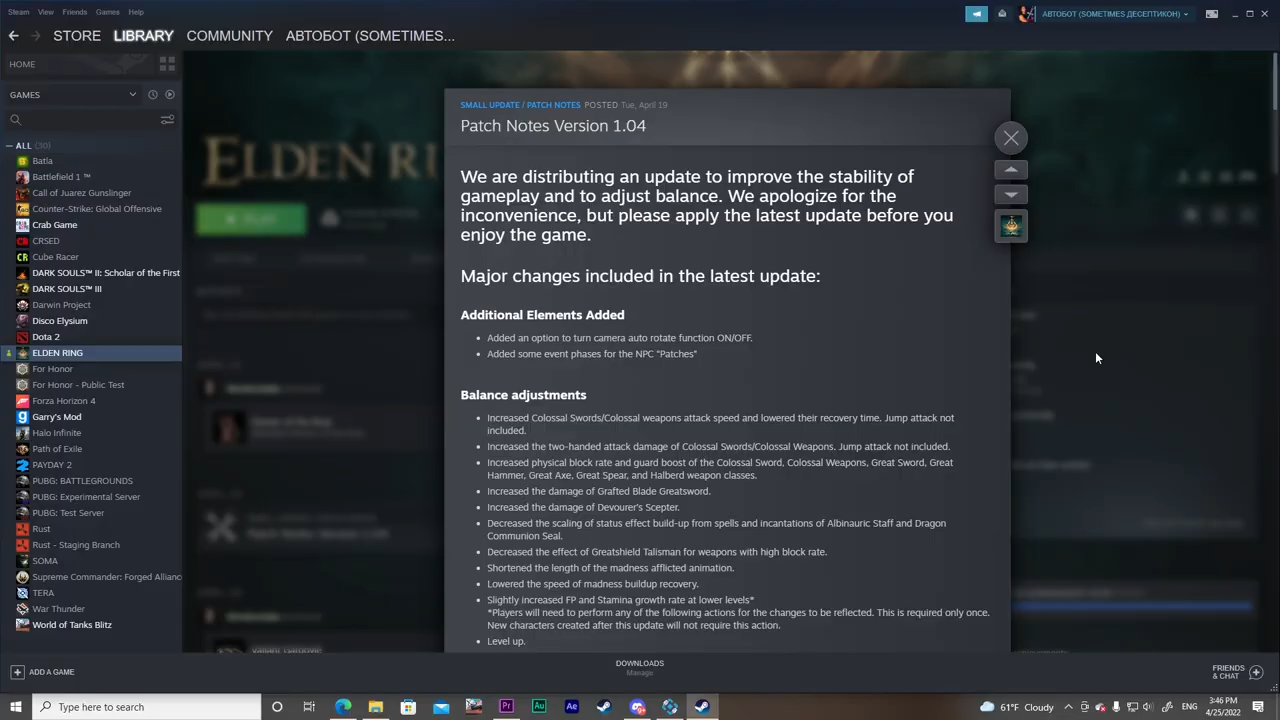 Steam View Friends Games Help
АВТОБОТ (SOMETIMES ДЕСЕПТИКОН)
STORE LIBRARY COMMUNITY АВТОБОТ (SOMETIMES...
HOME
GAMES
ALL (30)
Batla
Battlefield 1 ™
Call of Juarez Gunslinger
Counter-Strike: Global Offensive
Crab Game
CRSED
Cube Racer
DARK SOULS™ II: Scholar of the First
DARK SOULS™ III
Darwin Project
Disco Elysium
Dota 2
ELDEN RING
For Honor
For Honor - Public Test
Forza Horizon 4
Garry's Mod
Halo Infinite
Path of Exile
PAYDAY 2
PUBG: BATTLEGROUNDS
PUBG: Experimental Server
PUBG: Test Server
Rust
Rust - Staging Branch
SOMA
Supreme Commander: Forged Allianc
TERA
War Thunder
World of Tanks Blitz
ELDEN RI
SMALL UPDATE / PATCH NOTES POSTED Tue, April 19
Patch Notes Version 1.04
We are distributing an update to improve the stability of
gameplay and to adjust balance. We apologize for the
inconvenience, but please apply the latest update before you
enjoy the game.
Major changes included in the latest update:
Additional Elements Added
• Added an option to turn camera auto rotate function ON/OFF.
• Added some event phases for the NPC "Patches"
Balance adjustments
• Increased Colossal Swords/Colossal weapons attack speed and lowered their recovery time. Jump attack not
included.
• Increased the two-handed attack damage of Colossal Swords/Colossal Weapons. Jump attack not included.
• Increased physical block rate and guard boost of the Colossal Sword, Colossal Weapons, Great Sword, Great
Hammer, Great Axe, Great Spear, and Halberd weapon classes.
• Increased the damage of Grafted Blade Greatsword.
• Increased the damage of Devourer's Scepter.
• Decreased the scaling of status effect build-up from spells and incantations of Albinauric Staff and Dragon
Communion Seal.
• Decreased the effect of Greatshield Talisman for weapons with high block rate.
• Shortened the length of the madness afflicted animation.
• Lowered the speed of madness buildup recovery.
• Slightly increased FP and Stamina growth rate at lower levels*
*Players will need to perform any of the following actions for the changes to be reflected. This is required only once.
New characters created after this update will not require this action.
• Level up.
ADD A GAME
DOWNLOADS
Manage
FRIENDS
& CHAT
Type here to search
Pr Au Ae
61°F Cloudy
3:46 PM
4/25/2022